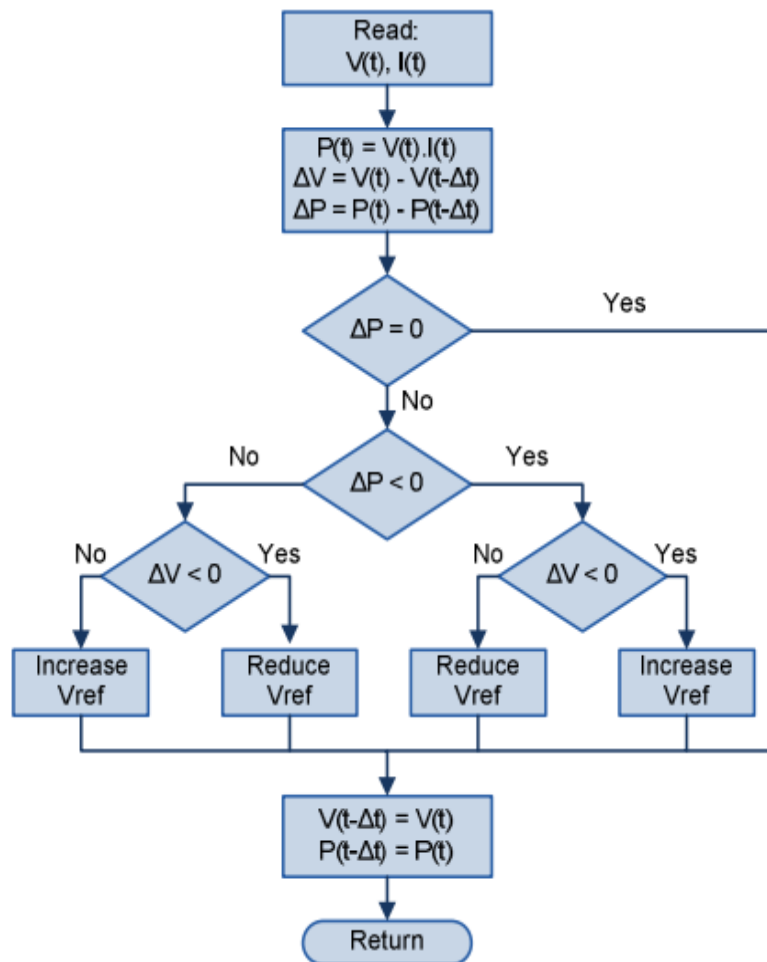 Read:
V(t), I(t)
P(t) = V(t).I(t)
ΔV = V(t) - V(t-Δt)
ΔP = P(t) - P(t-Δt)
ΔP = 0
Yes
No
ΔP < 0
No
Yes
ΔV < 0
No
Yes
ΔV < 0
No
Yes
Increase
Vref
Reduce
Vref
Reduce
Vref
Increase
Vref
V(t-Δt) = V(t)
P(t-Δt) = P(t)
Return